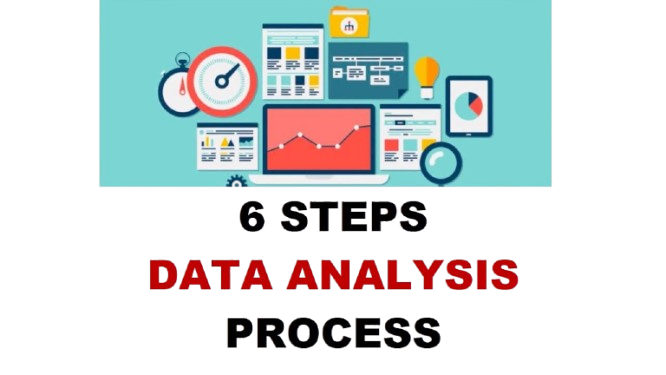 6 STEPS
DATA ANALYSIS
PROCESS